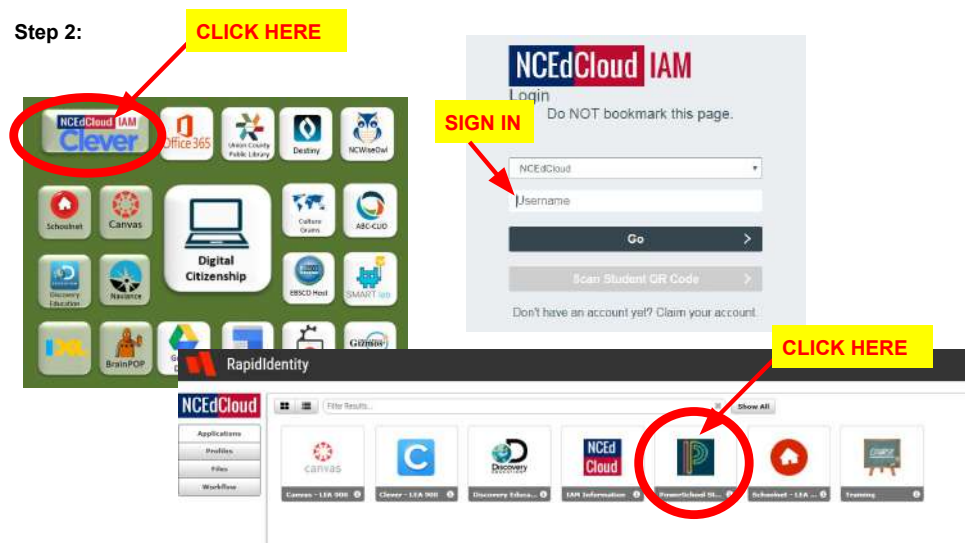 Step 2:
CLICK HERE
NCEdCloud IAM
Clever
Office 365
Union County
Public Library
Destiny
NCWiseOwl
Schoolnet
Canvas
Digital
Citizenship
Culture
Grams
ABC-CLIO
Discovery
Education
Naviance
EBSCO Host
SMART
IXL
BrainPOP
Gizmos
NCEdCloud IAM
Login
Do NOT bookmark this page.
SIGN IN
NCEdCloud
Username
Go
Scan Student QR Code
Don't have an account yet? Claim your account
CLICK HERE
RapidIdentity
NCEdCloud
Filter Results...
Show All
Applications
Profiles
Files
Workflow
canvas
C
Discovery
EDUCATION
NCEd
Cloud
Canvas - LEA 900
Clever - LEA 900
Discovery Educa...
IAM Information
PowerSchool St...
Schoolnet - LEA ...
Training